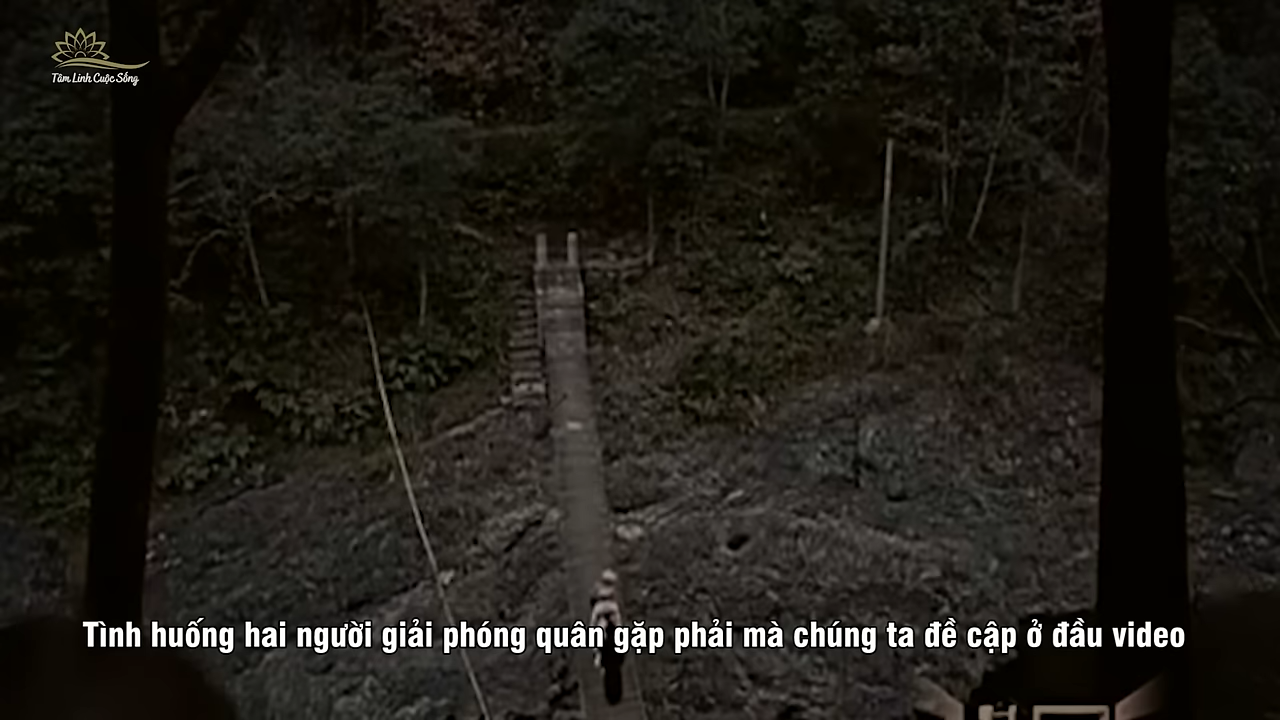 Tâm Linh Cuộc Sống
Tình huống hai người giải phóng quân gặp phải mà chúng ta đề cập ở đầu video